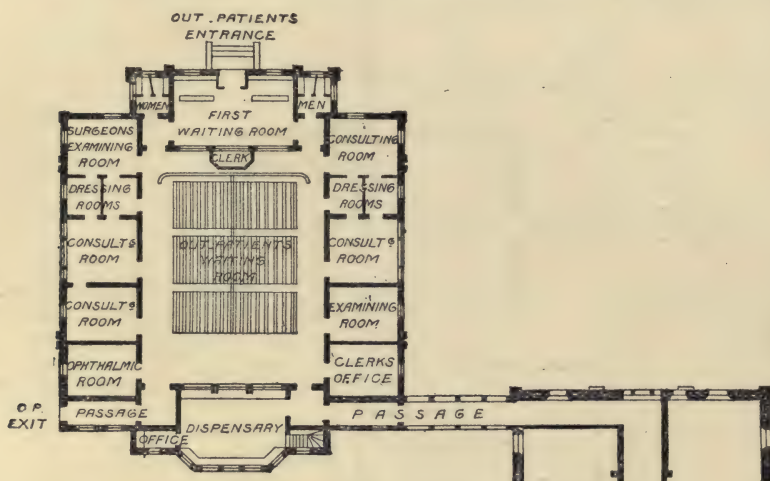 OUT.PATIENTS
ENTRANCE
WOMEN
MEN
FIRST
WAITING ROOM
CLERK
SURGEONS
EXAMINING
ROOM
CONSULTING
ROOM
DRESSING
ROOMS
DRESSING
ROOMS
CONSULTG
ROOM
OUT-PATIENTS
WAITING
ROOM
CONSULTG
ROOM
CONSULTG
ROOM
EXAMINING
ROOM
OPHTHALMIC
ROOM
CLERKS
OFFICE
O.P.
EXIT
PASSAGE
OFFICE
DISPENSARY
PASSAGE